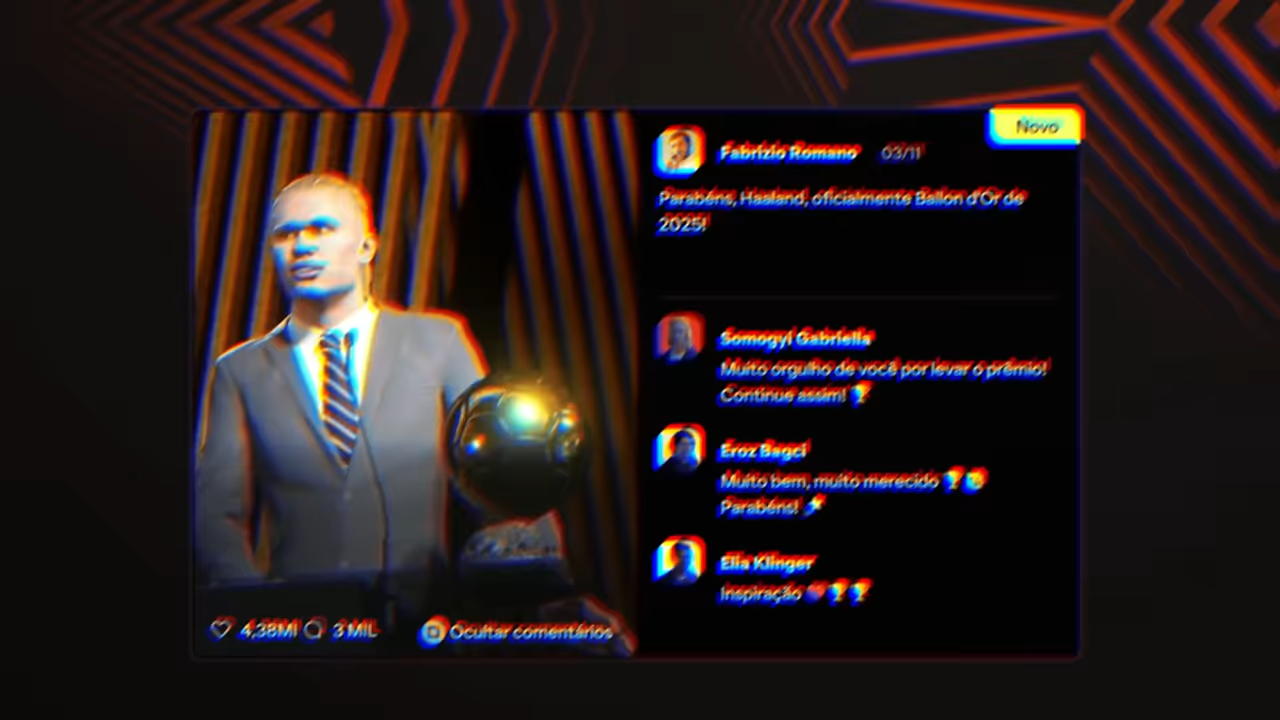 Novo
Fabrizio Romano 03/11
Parabéns, Haaland, oficialmente Ballon d'Or de
2025!
Somogyi Gabriella
Muito orgulho de você por levar o prêmio!
Continue assim! 🏆
Eroz Bagci
Muito bem, muito merecido 🏆
Parabéns!
Elia Klinger
Inspiração ❤️🏆🏆
4,38MI 3 MIL Ocultar comentários